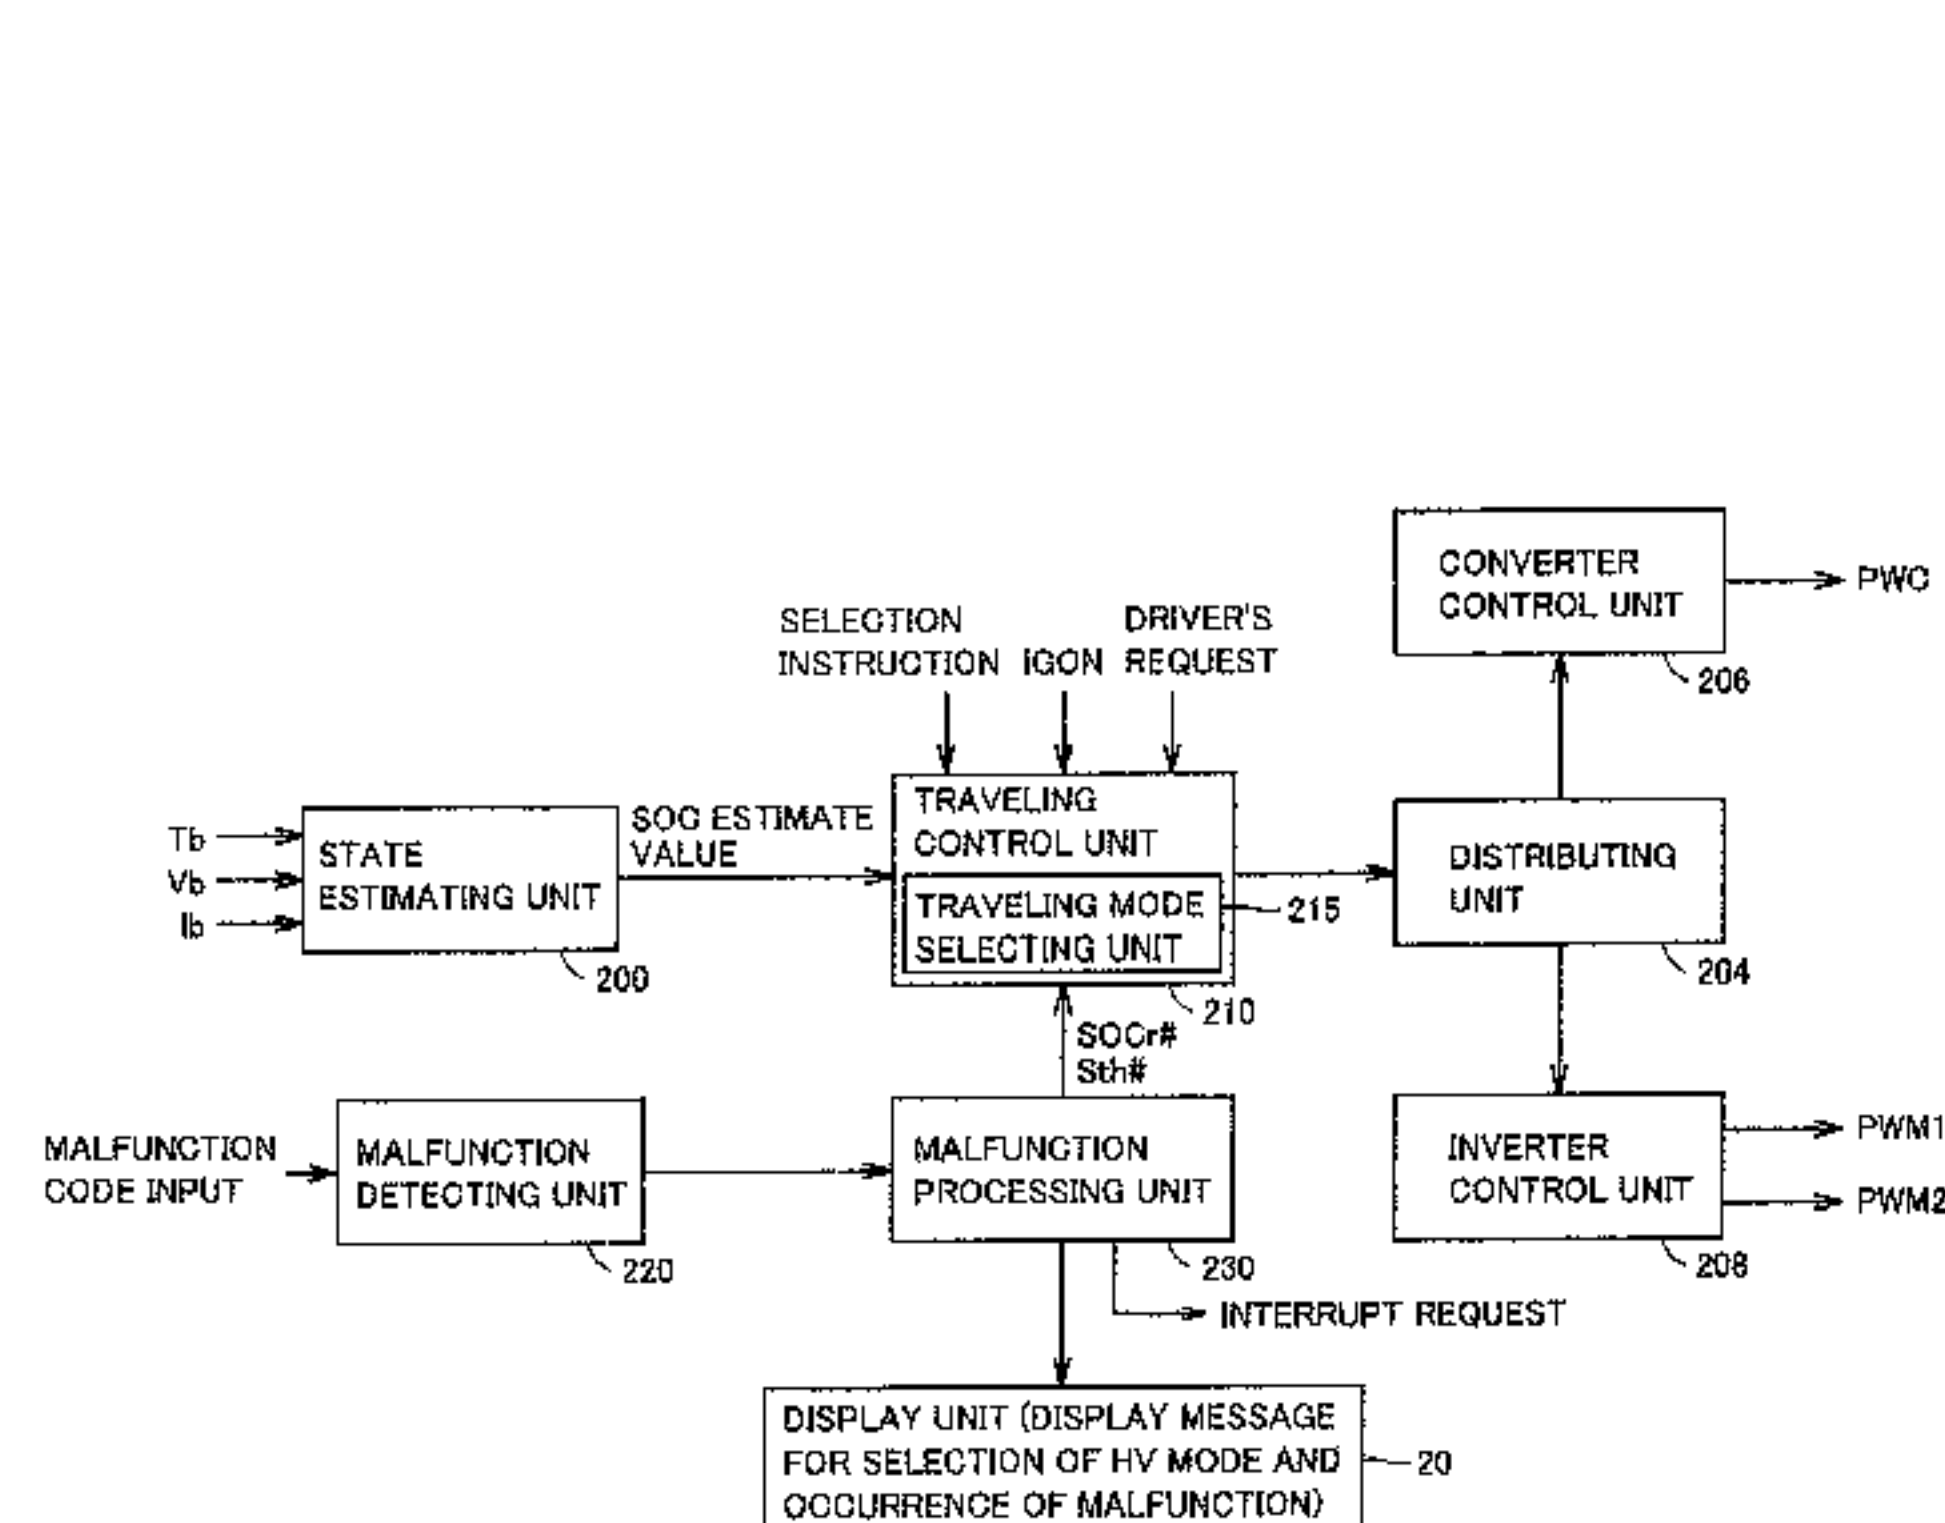 CONVERTER
CONTROL UNIT
PWC
206
SELECTION
INSTRUCTION
IGON
DRIVER'S
REQUEST
Tb
Vb
Ib
STATE
ESTIMATING UNIT
200
SOC ESTIMATE
VALUE
TRAVELING
CONTROL UNIT
TRAVELING MODE
SELECTING UNIT
215
210
DISTRIBUTING
UNIT
204
SOCr#
Sth#
MALFUNCTION
CODE INPUT
MALFUNCTION
DETECTING UNIT
220
MALFUNCTION
PROCESSING UNIT
230
INVERTER
CONTROL UNIT
208
PWM1
PWM2
INTERRUPT REQUEST
DISPLAY UNIT (DISPLAY MESSAGE
FOR SELECTION OF HV MODE AND
OCCURRENCE OF MALFUNCTION)
20